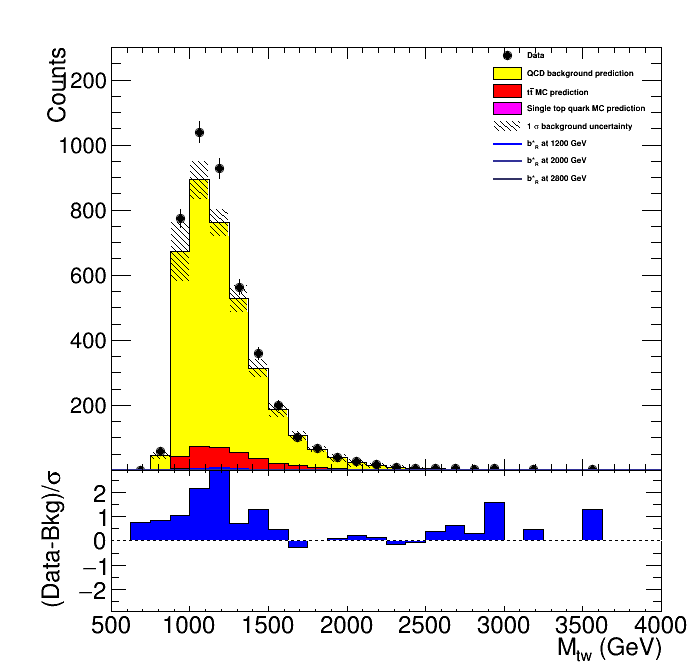 Counts
1200
1000
800
600
400
200
Data
QCD background prediction
tt̄ MC prediction
Single top quark MC prediction
1 σ background uncertainty
b*R at 1200 GeV
b*R at 2000 GeV
b*R at 2800 GeV
(Data-Bkg)/σ
2
1
0
−1
−2
500 1000 1500 2000 2500 3000 3500 4000
Mtw (GeV)